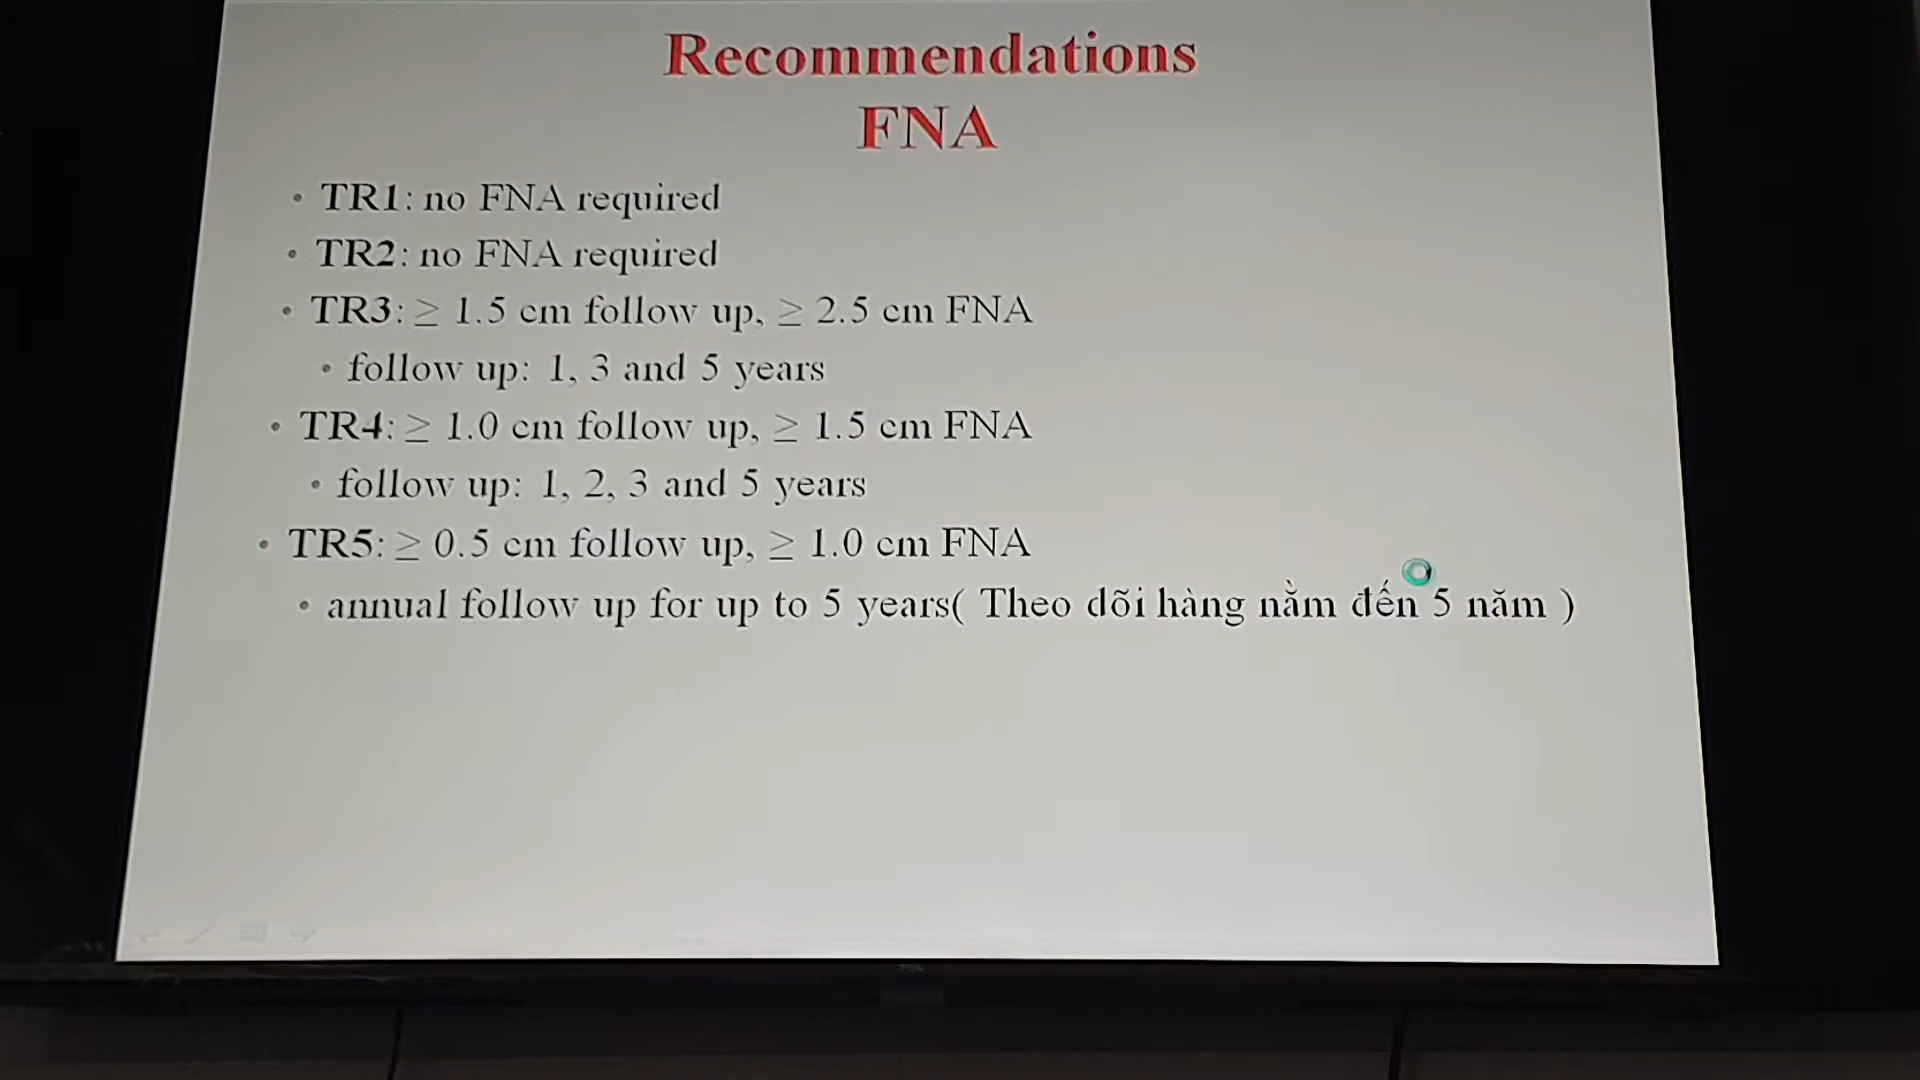 Recommendations
FNA
• TR1: no FNA required
• TR2: no FNA required
• TR3: ≥ 1.5 cm follow up, ≥ 2.5 cm FNA
• follow up: 1, 3 and 5 years
• TR4: ≥ 1.0 cm follow up, ≥ 1.5 cm FNA
• follow up: 1, 2, 3 and 5 years
• TR5: ≥ 0.5 cm follow up, ≥ 1.0 cm FNA
• annual follow up for up to 5 years( Theo dõi hàng nằm đến 5 năm )
TCL